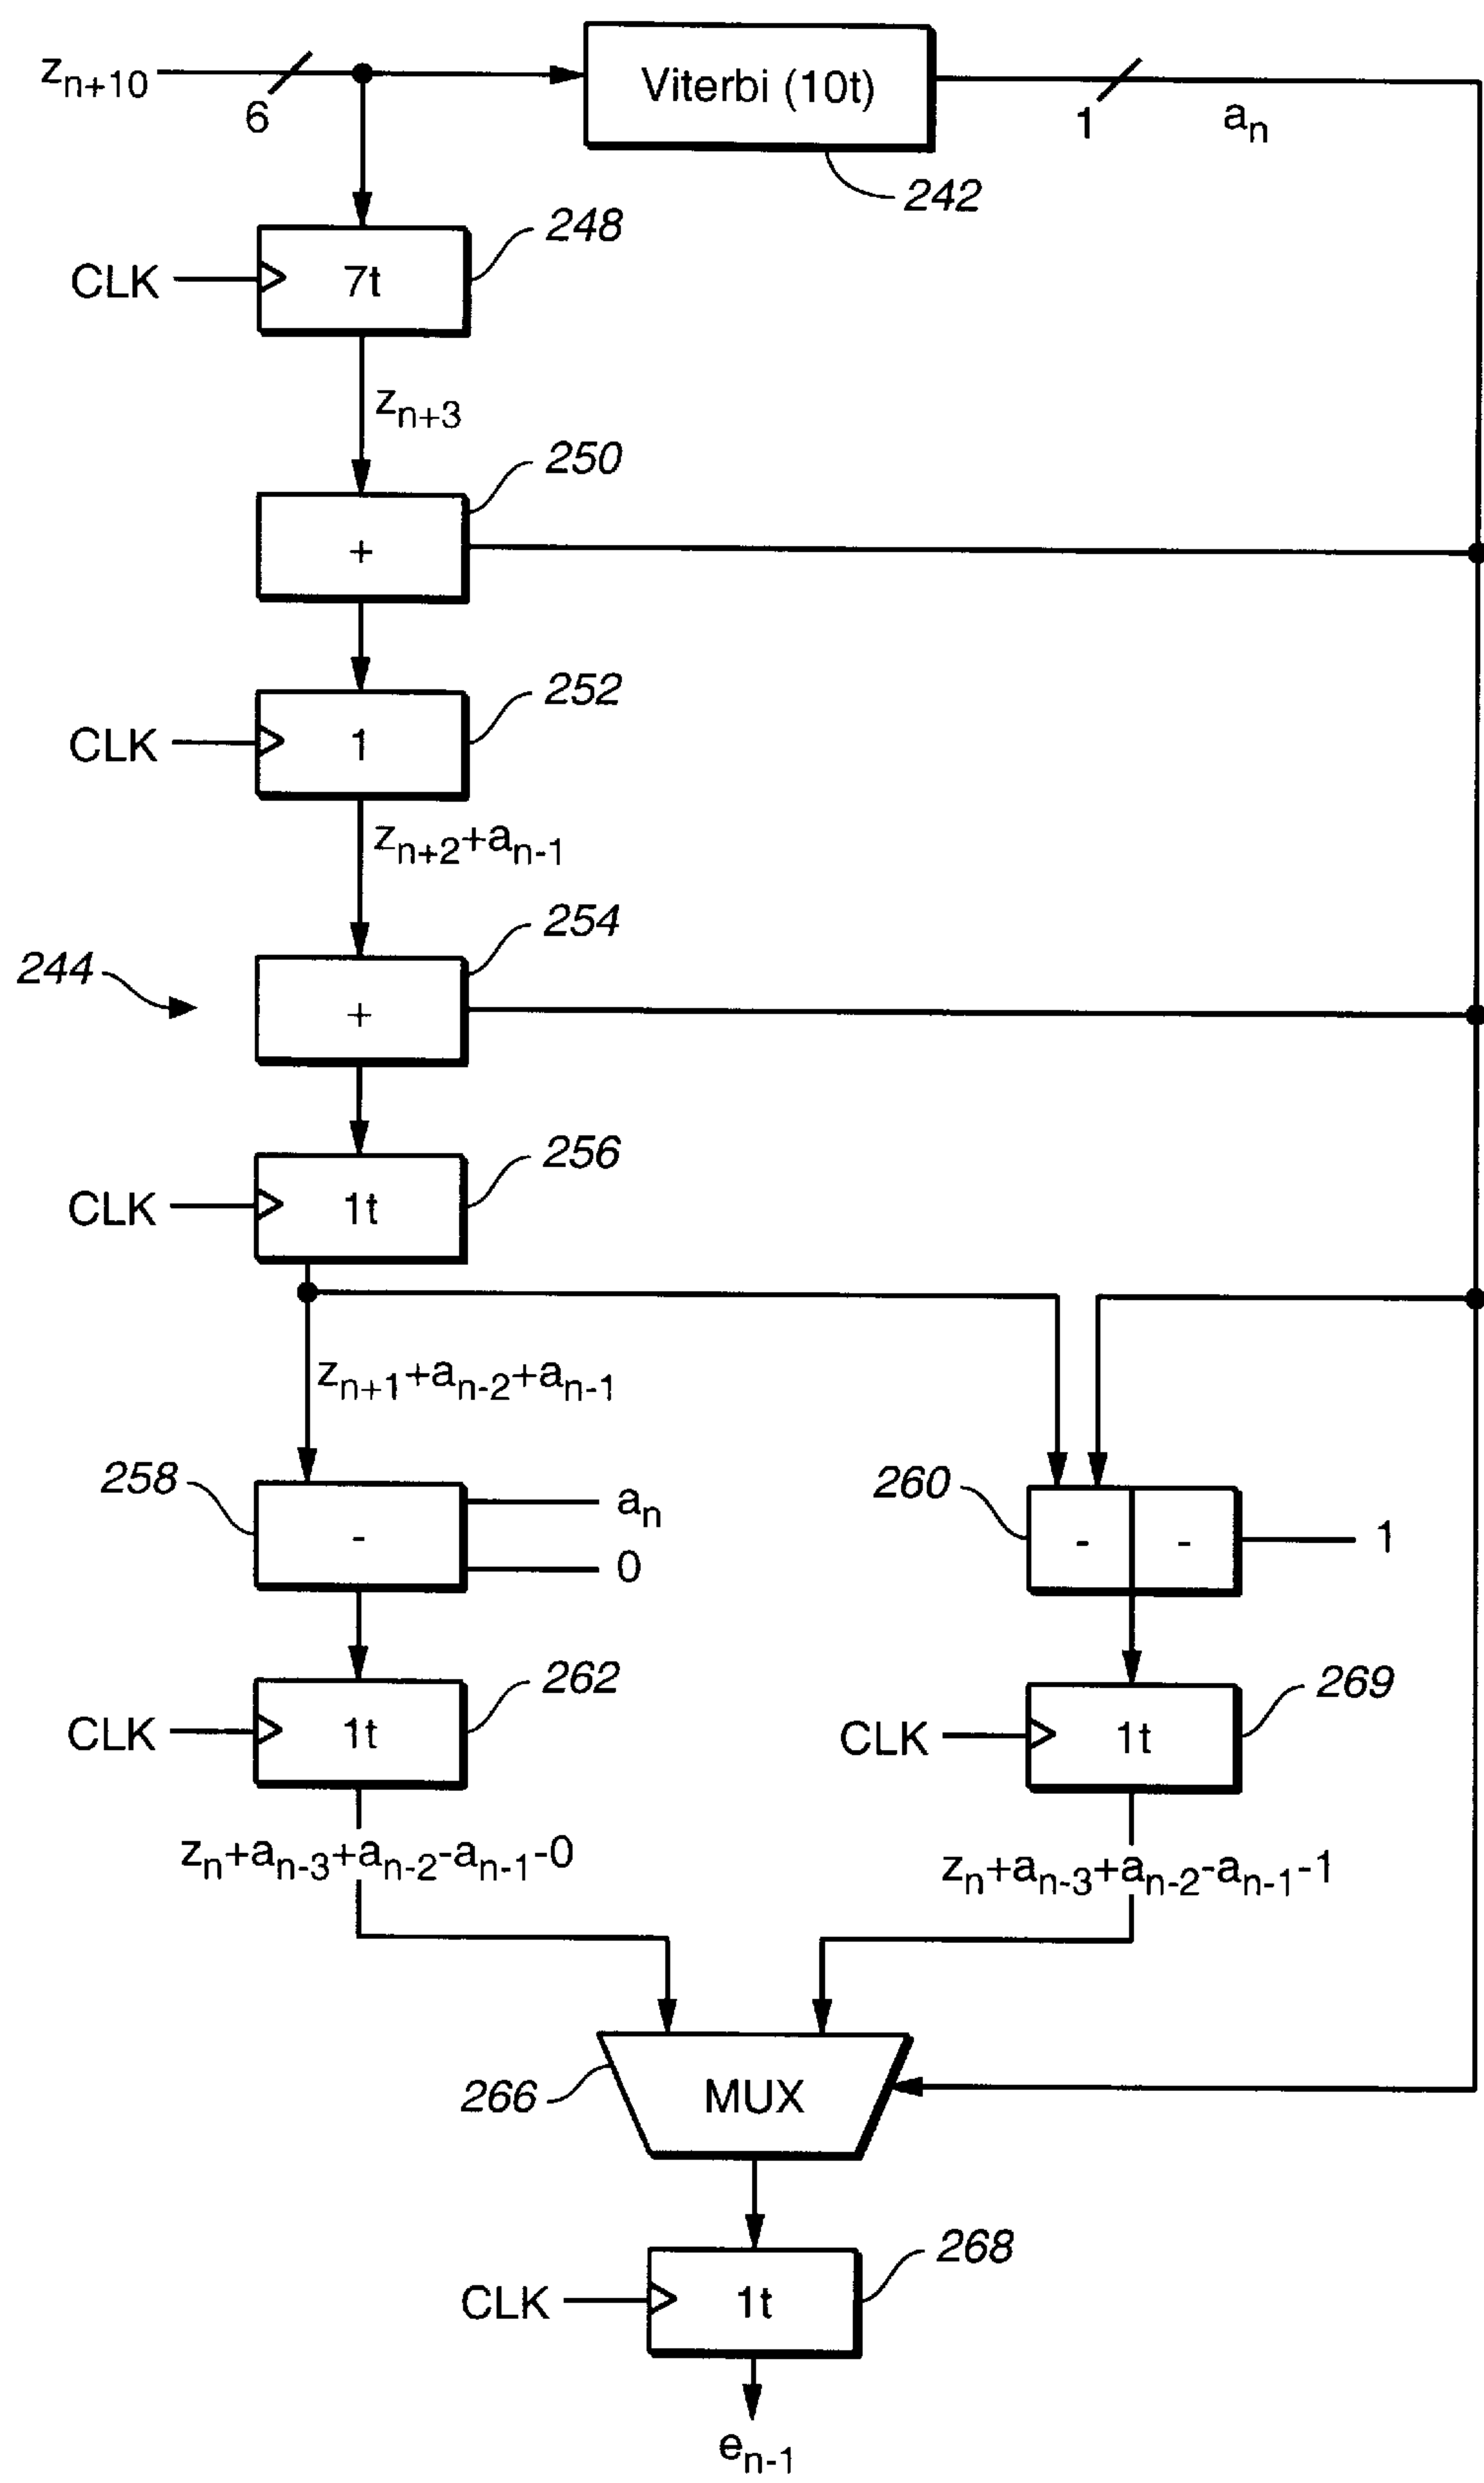 zn+10
6
Viterbi (10t)
1
an
242
248
CLK
7t
zn+3
250
+
252
CLK
1
zn+2+an-1
254
244
+
256
CLK
1t
zn+1+an-2+an-1
258
-
an
0
260
- -
1
262
CLK
1t
269
CLK
1t
zn+an-3+an-2-an-1-0
zn+an-3+an-2-an-1-1
266
MUX
268
CLK
1t
en-1